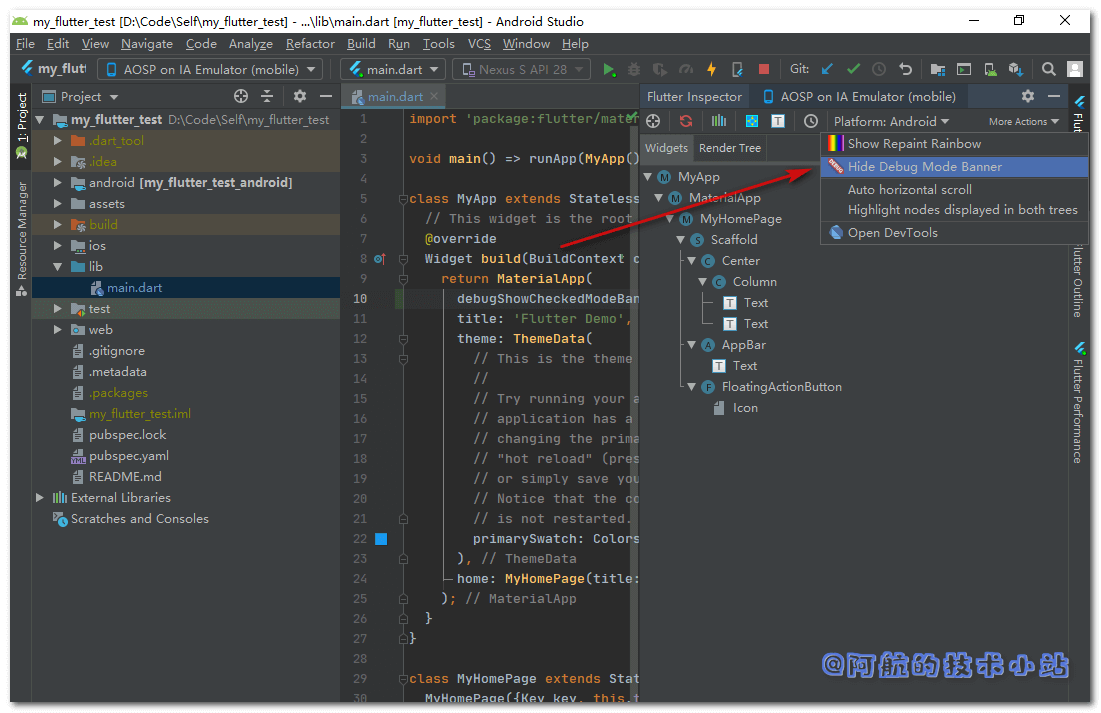 my_flutter_test [D:\Code\Self\my_flutter_test] - ...\lib\main.dart [my_flutter_test] - Android Studio
File Edit View Navigate Code Analyze Refactor Build Run Tools VCS Window Help
my_flut AOSP on IA Emulator (mobile) main.dart Nexus S API 28 Git:
1: Project
Resource Manager
Project
my_flutter_test D:\Code\Self\my_flutter_test
.dart_tool
.idea
android [my_flutter_test_android]
assets
build
ios
lib
main.dart
test
web
.gitignore
.metadata
.packages
my_flutter_test.iml
pubspec.lock
pubspec.yaml
README.md
External Libraries
Scratches and Consoles
main.dart
1 import 'package:flutter/mater
2
3 void main() => runApp(MyApp()
4
5 class MyApp extends Stateless
6 // This widget is the root
7 @override
8 Widget build(BuildContext c
9 return MaterialApp(
10 debugShowCheckedModeBan
11 title: 'Flutter Demo',
12 theme: ThemeData(
13 // This is the theme
14 //
15 // Try running your a
16 // application has a
17 // changing the prima
18 // "hot reload" (pres
19 // or simply save you
20 // Notice that the co
21 // is not restarted.
22 primarySwatch: Colors
23 ), // ThemeData
24 home: MyHomePage(title:
25 ); // MaterialApp
26 }
27 }
28
29 class MyHomePage extends Stat
30 MyHomePage({Key key, this.t
Flutter Inspector AOSP on IA Emulator (mobile)
Platform: Android More Actions
Widgets Render Tree
MyApp
MaterialApp
MyHomePage
Scaffold
Center
Column
Text
Text
AppBar
Text
FloatingActionButton
Icon
Show Repaint Rainbow
Hide Debug Mode Banner
Auto horizontal scroll
Highlight nodes displayed in both trees
Open DevTools
Flutter Outline
Flutter Performance
@阿航的技术小站